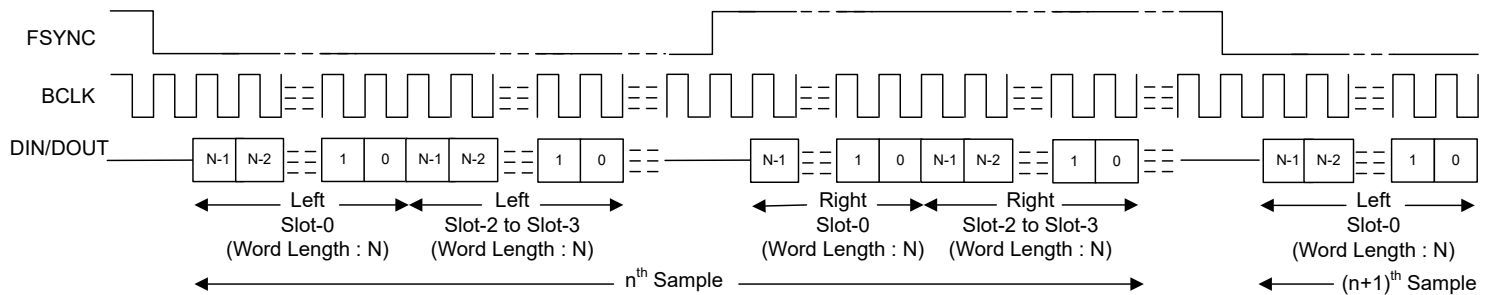 FSYNC
BCLK
DIN/DOUT
N-1 N-2 1 0 N-1 N-2 1 0 N-1 1 0 N-1 N-2 1 0 N-1 N-2 1 0
Left Left Right Right Left
Slot-0 Slot-2 to Slot-3 Slot-0 Slot-2 to Slot-3 Slot-0
(Word Length : N) (Word Length : N) (Word Length : N) (Word Length : N) (Word Length : N)
nth Sample (n+1)th Sample